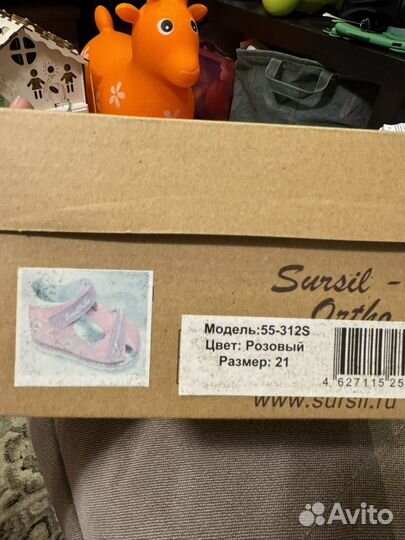 Sursil -
Ortho
Модель:55-312S
Цвет: Розовый
Размер: 21
4 627115 25
www.sursil.ru
Avito